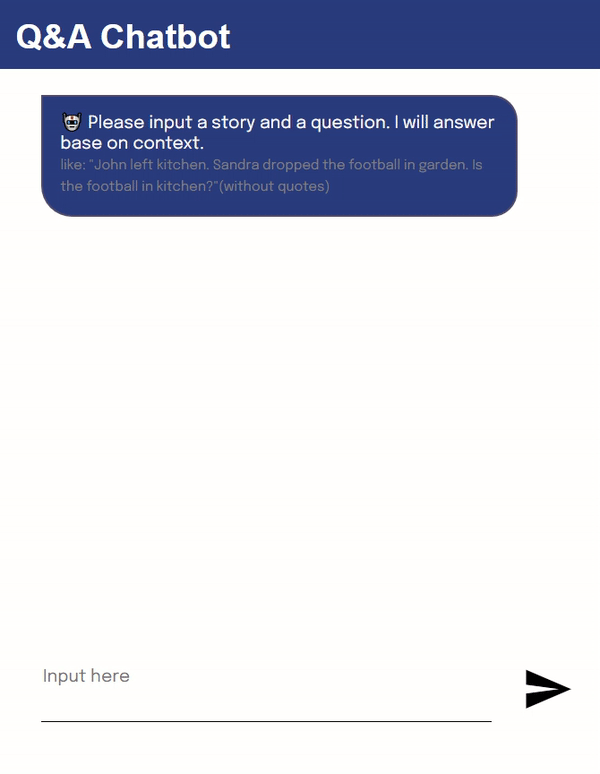 Q&A Chatbot
Please input a story and a question. I will answer
base on context.
like: "John left kitchen. Sandra dropped the football in garden. Is
the football in kitchen?"(without quotes)
Input here